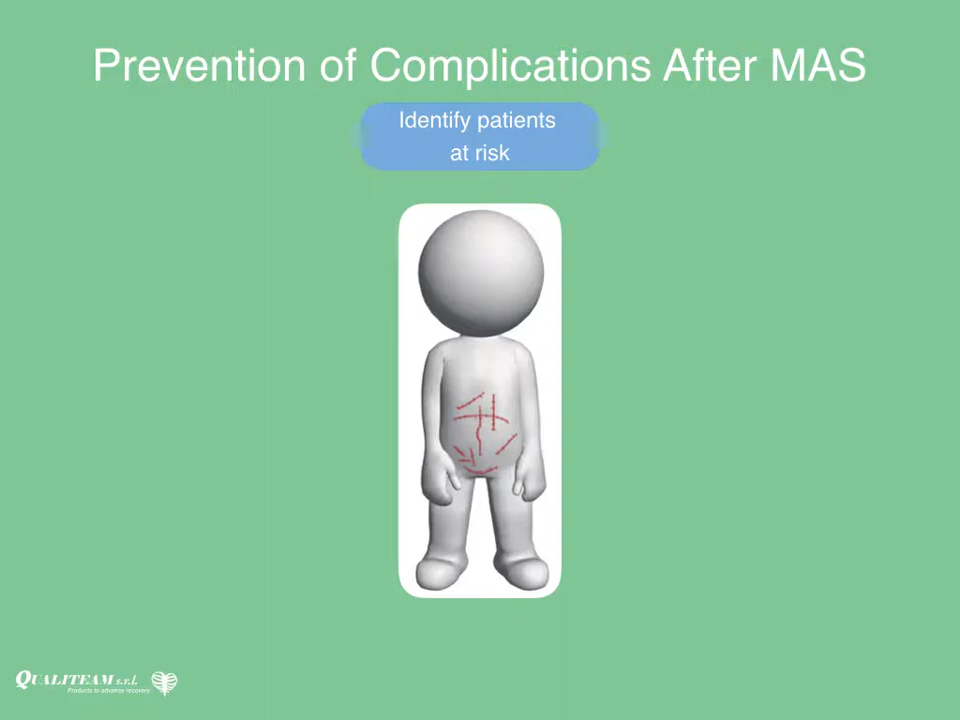 Prevention of Complications After MAS
Identify patients
at risk
QUALITEAM s.r.l.
Products to advance recovery